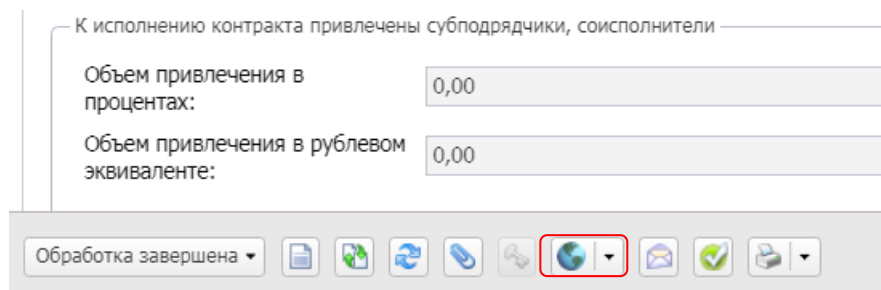 К исполнению контракта привлечены субподрядчики, соисполнители
Объем привлечения в
процентах:
0,00
Объем привлечения в рублевом
эквиваленте:
0,00
Обработка завершена